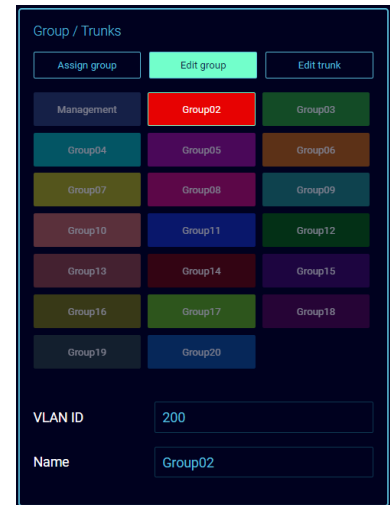 Group / Trunks
Assign group Edit group Edit trunk
Management Group02 Group03
Group04 Group05 Group06
Group07 Group08 Group09
Group10 Group11 Group12
Group13 Group14 Group15
Group16 Group17 Group18
Group19 Group20
VLAN ID 200
Name Group02